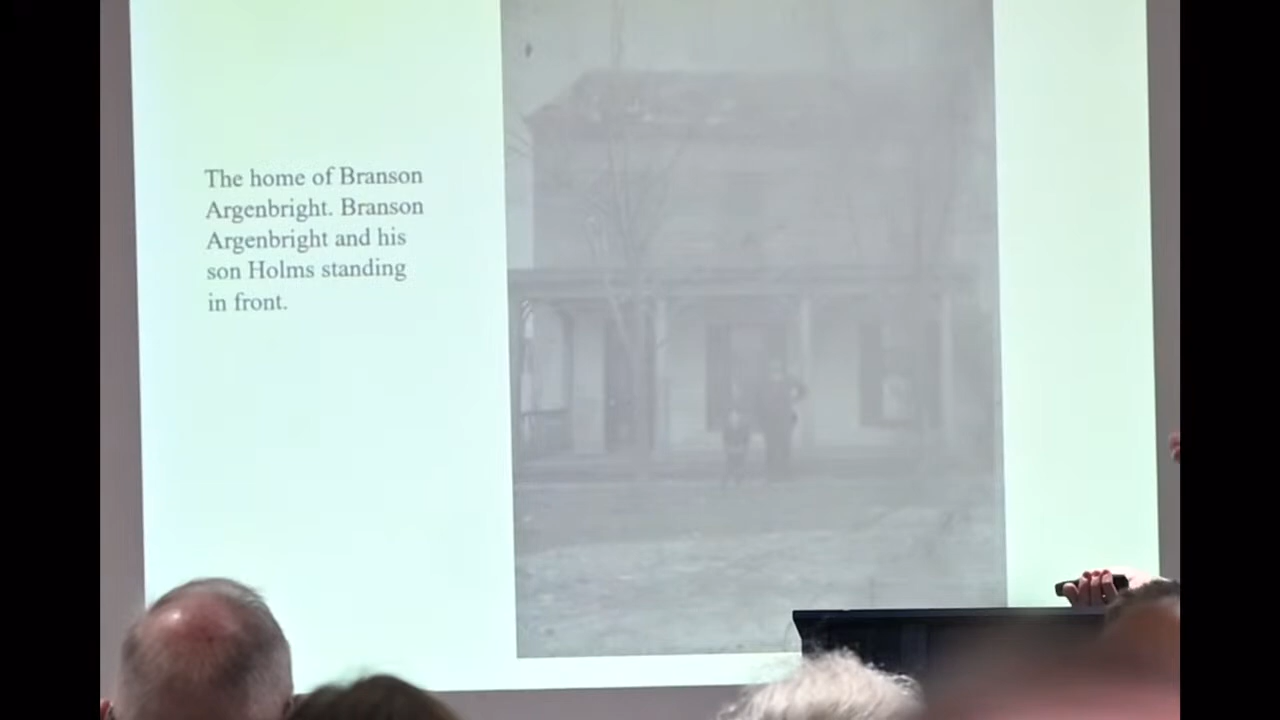 The home of Branson
Argenbright. Branson
Argenbright and his
son Holms standing
in front.